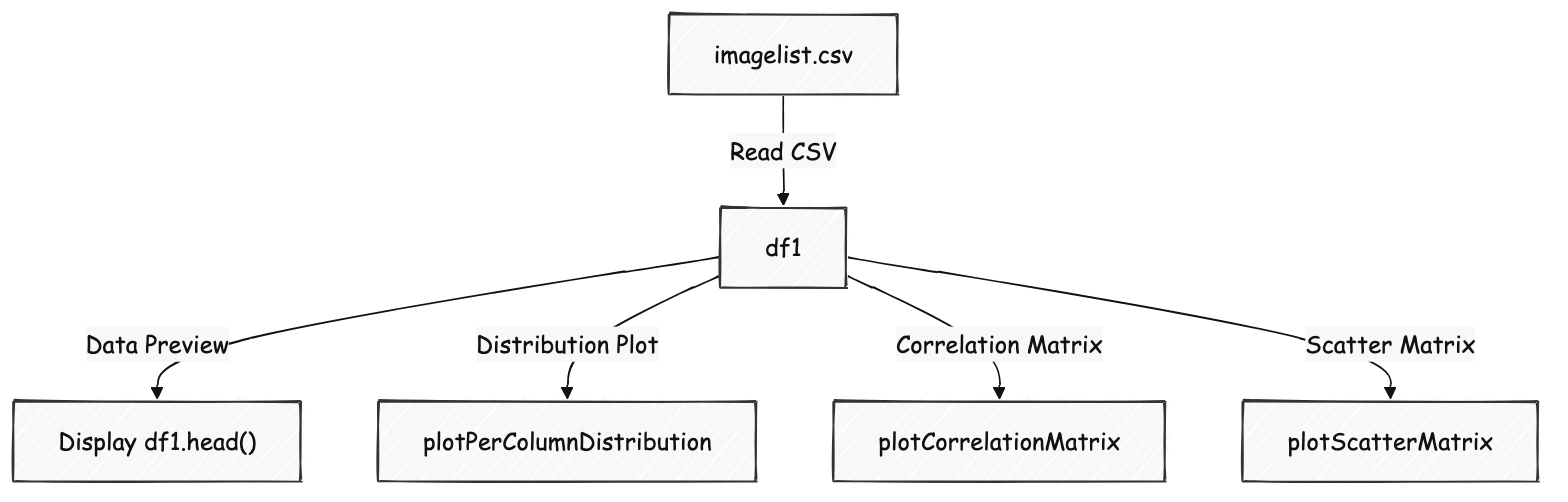 imagelist.csv
Read CSV
df1
Data Preview
Distribution Plot
Correlation Matrix
Scatter Matrix
Display df1.head()
plotPerColumnDistribution
plotCorrelationMatrix
plotScatterMatrix